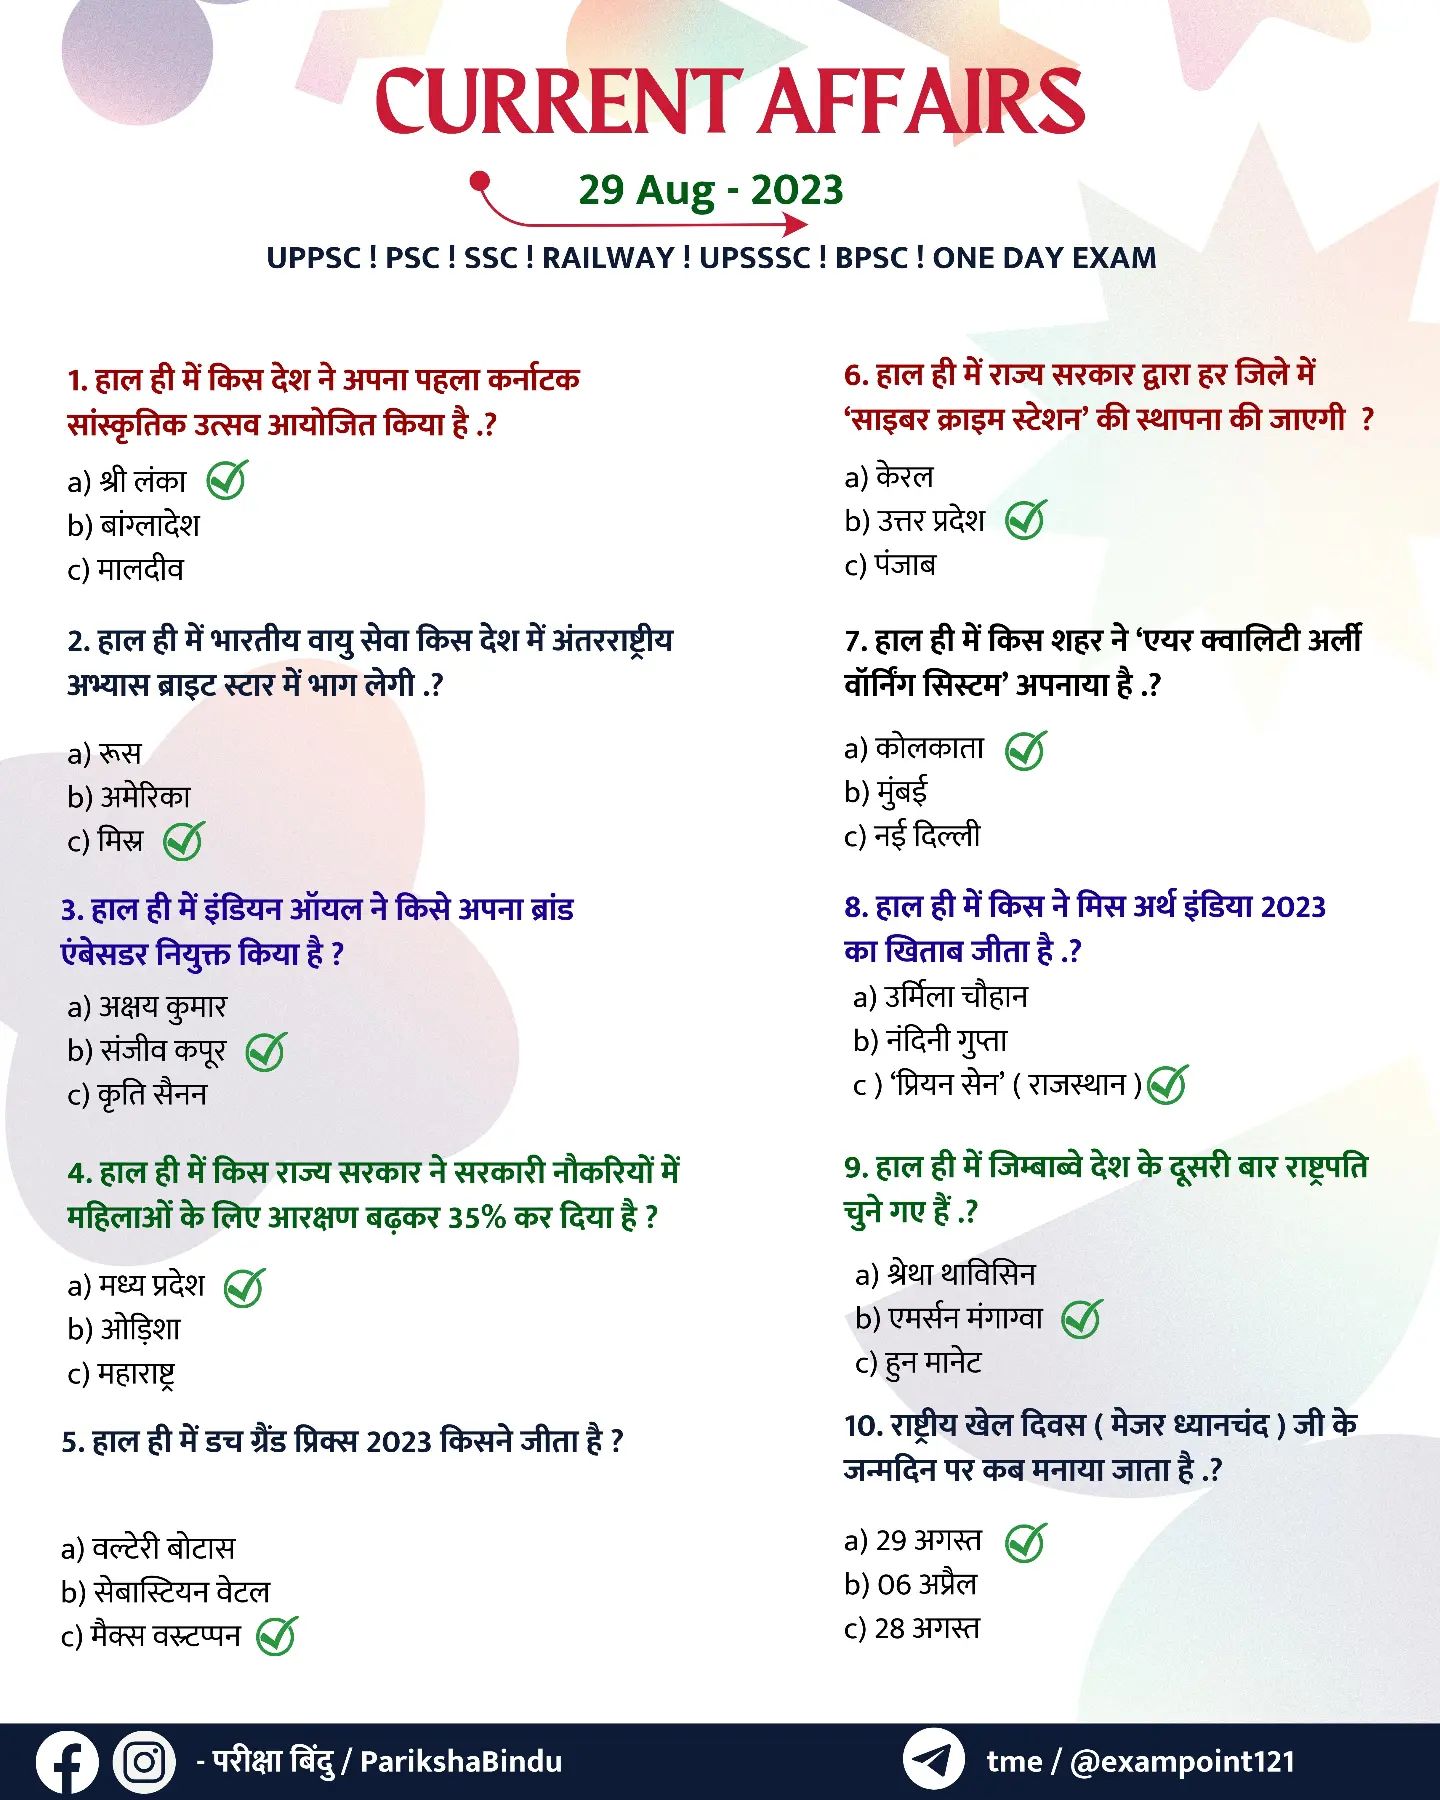 CURRENT AFFAIRS
29 Aug - 2023
UPPSC ! PSC ! SSC ! RAILWAY ! UPSSSC ! BPSC ! ONE DAY EXAM
1. हाल ही में किस देश ने अपना पहला कर्नाटक
सांस्कृतिक उत्सव आयोजित किया है .?
a) श्री लंका
b) बांग्लादेश
c) मालदीव
2. हाल ही में भारतीय वायु सेवा किस देश में अंतरराष्ट्रीय
अभ्यास ब्राइट स्टार में भाग लेगी .?
a) रूस
b) अमेरिका
c) मिस्र
3. हाल ही में इंडियन ऑयल ने किसे अपना ब्रांड
एंबेसडर नियुक्त किया है ?
a) अक्षय कुमार
b) संजीव कपूर
c) कृति सैनन
4. हाल ही में किस राज्य सरकार ने सरकारी नौकरियों में
महिलाओं के लिए आरक्षण बढ़कर 35% कर दिया है ?
a) मध्य प्रदेश
b) ओड़िशा
c) महाराष्ट्र
5. हाल ही में डच ग्रैंड प्रिक्स 2023 किसने जीता है ?
a) वल्टेरी बोटास
b) सेबास्टियन वेटल
c) मैक्स वस्र्टप्पन
6. हाल ही में राज्य सरकार द्वारा हर जिले में
‘साइबर क्राइम स्टेशन’ की स्थापना की जाएगी ?
a) केरल
b) उत्तर प्रदेश
c) पंजाब
7. हाल ही में किस शहर ने ‘एयर क्वालिटी अर्ली
वॉर्निंग सिस्टम’ अपनाया है .?
a) कोलकाता
b) मुंबई
c) नई दिल्ली
8. हाल ही में किस ने मिस अर्थ इंडिया 2023
का खिताब जीता है .?
a) उर्मिला चौहान
b) नंदिनी गुप्ता
c ) ‘प्रियन सेन’ ( राजस्थान )
9. हाल ही में जिम्बाब्वे देश के दूसरी बार राष्ट्रपति
चुने गए हैं .?
a) श्रेथा थाविसिन
b) एमर्सन मंगाग्वा
c) हुन मानेट
10. राष्ट्रीय खेल दिवस ( मेजर ध्यानचंद ) जी के
जन्मदिन पर कब मनाया जाता है .?
a) 29 अगस्त
b) 06 अप्रैल
c) 28 अगस्त
- परीक्षा बिंदु / ParikshaBindu
tme / @exampoint121